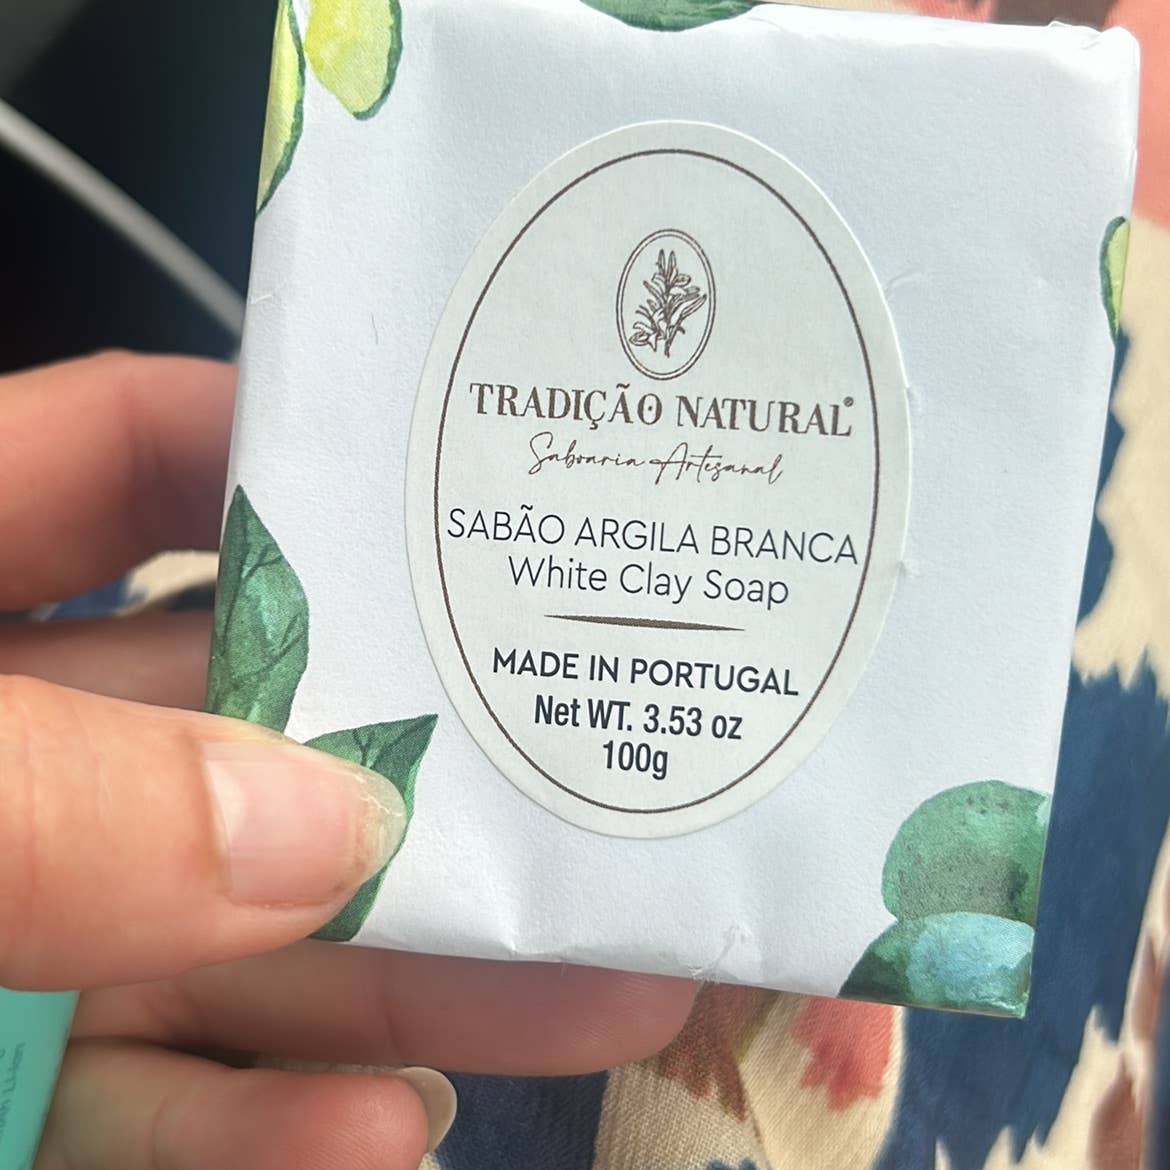 TRADIÇÃO NATURAL®
Saboaria Artesanal
SABÃO ARGILA BRANCA
White Clay Soap
MADE IN PORTUGAL
Net WT. 3.53 oz
100g